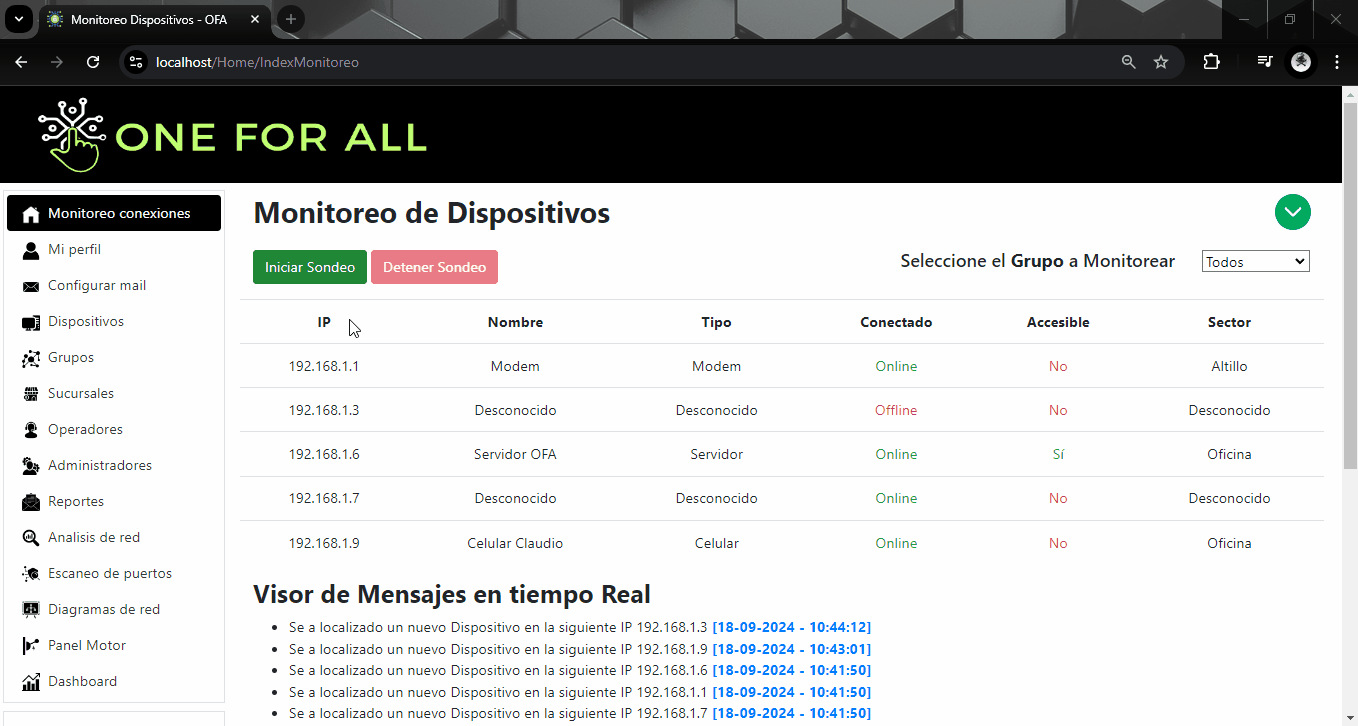 Monitoreo Dispositivos - OFA
localhost/Home/IndexMonitoreo
ONE FOR ALL
Monitoreo conexiones
Mi perfil
Configurar mail
Dispositivos
Grupos
Sucursales
Operadores
Administradores
Reportes
Analisis de red
Escaneo de puertos
Diagramas de red
Panel Motor
Dashboard
Monitoreo de Dispositivos
Iniciar Sondeo Detener Sondeo Seleccione el Grupo a Monitorear Todos
IP Nombre Tipo Conectado Accesible Sector
192.168.1.1 Modem Modem Online No Altillo
192.168.1.3 Desconocido Desconocido Offline No Desconocido
192.168.1.6 Servidor OFA Servidor Online Sí Oficina
192.168.1.7 Desconocido Desconocido Online No Desconocido
192.168.1.9 Celular Claudio Celular Online No Oficina
Visor de Mensajes en tiempo Real
Se a localizado un nuevo Dispositivo en la siguiente IP 192.168.1.3 [18-09-2024 - 10:44:12]
Se a localizado un nuevo Dispositivo en la siguiente IP 192.168.1.9 [18-09-2024 - 10:43:01]
Se a localizado un nuevo Dispositivo en la siguiente IP 192.168.1.6 [18-09-2024 - 10:41:50]
Se a localizado un nuevo Dispositivo en la siguiente IP 192.168.1.1 [18-09-2024 - 10:41:50]
Se a localizado un nuevo Dispositivo en la siguiente IP 192.168.1.7 [18-09-2024 - 10:41:50]